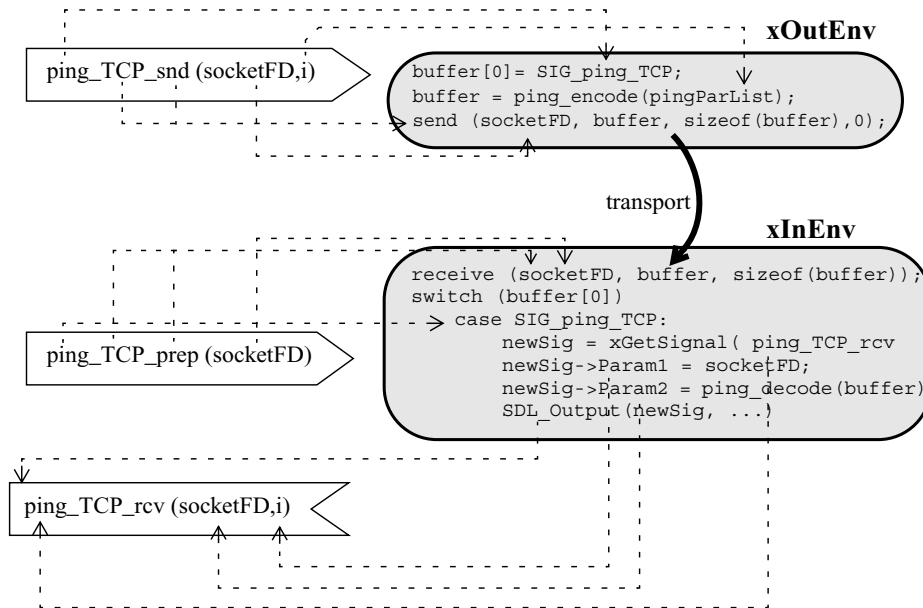 xOutEnv
ping_TCP_snd (socketFD,i)
buffer[0]= SIG_ping_TCP;
buffer = ping_encode(pingParList);
send (socketFD, buffer, sizeof(buffer),0);
transport
xInEnv
receive (socketFD, buffer, sizeof(buffer));
switch (buffer[0])
case SIG_ping_TCP:
ping_TCP_prep (socketFD)
newSig = xGetSignal( ping_TCP_rcv
newSig->Param1 = socketFD;
newSig->Param2 = ping_decode(buffer)
SDL_Output(newSig, ...)
ping_TCP_rcv (socketFD,i)